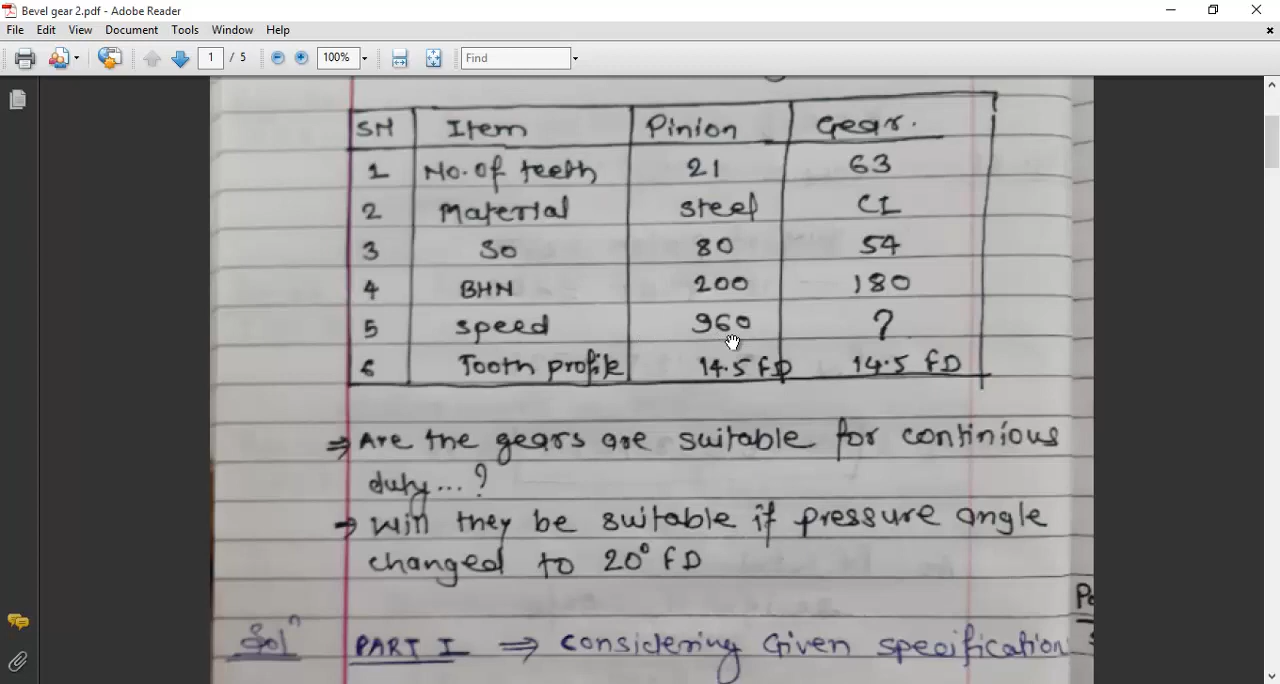 Bevel gear 2.pdf - Adobe Reader
File Edit View Document Tools Window Help
1 / 5 100% Find
SN Item Pinion Gear.
1 No. of teeth 21 63
2 Material steel CI
3 So 80 54
4 BHN 200 180
5 speed 960 ?
6 Tooth profile 14.5 FD 14.5 FD
⇒ Are the gears are suitable for continious
duty...?
⇒ Will they be suitable if pressure angle
changed to 20° FD
Solⁿ PART I ⇒ Considering Given specification